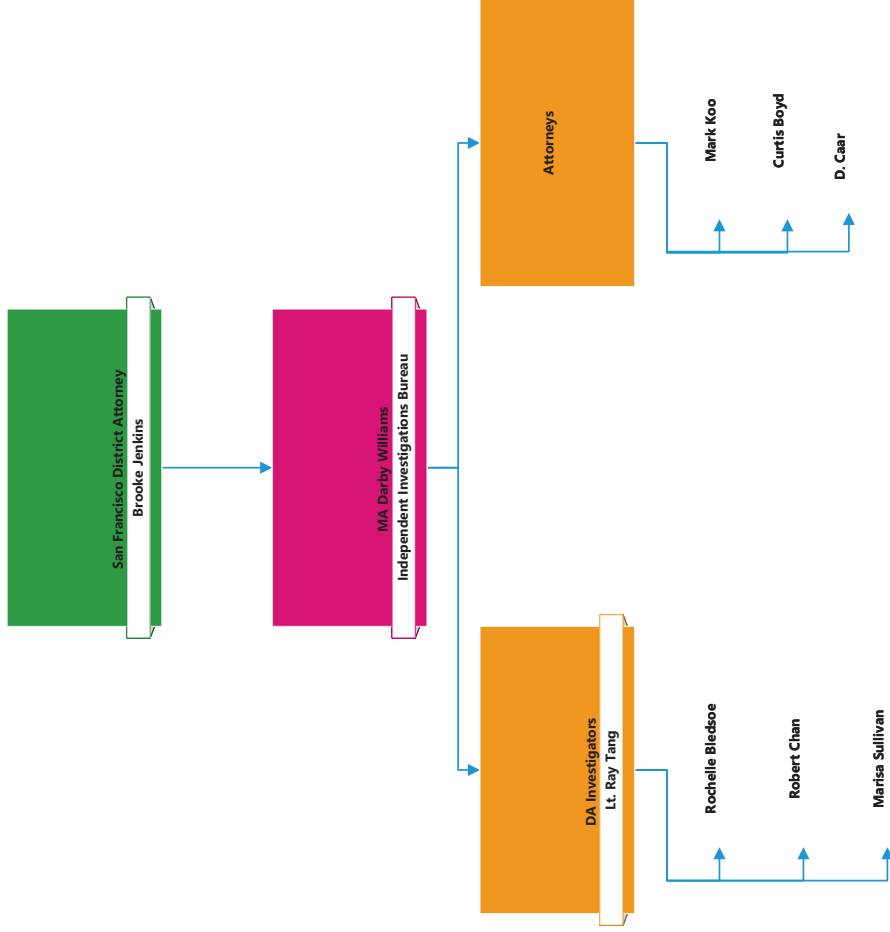 San Francisco District Attorney
Brooke Jenkins
MA Darby Williams
Independent Investigations Bureau
DA Investigators
Lt. Ray Tang
Rochelle Bledsoe
Robert Chan
Marisa Sullivan
Attorneys
Mark Koo
Curtis Boyd
D. Caar